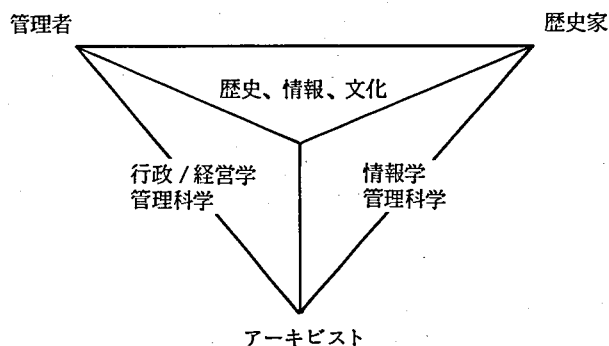 管理者
歴史家
歴史、情報、文化
行政 / 経営学
管理科学
情報学
管理科学
アーキビスト